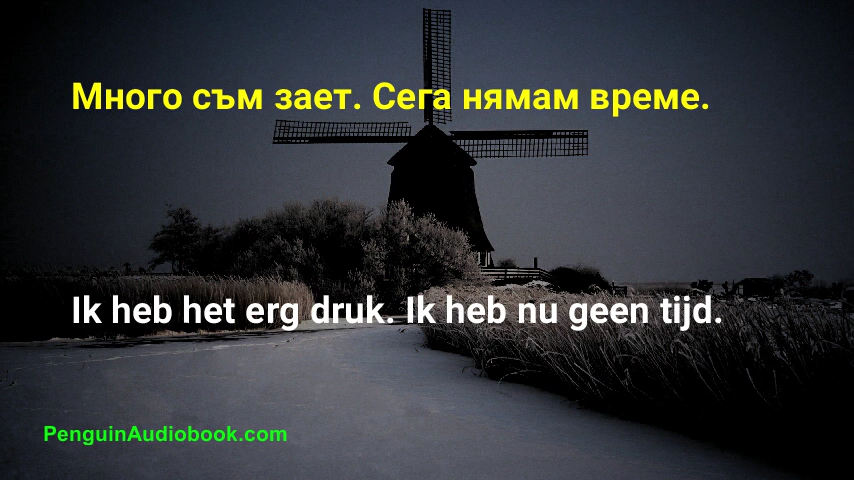 Много съм зает. Сега нямам време.
Ik heb het erg druk. Ik heb nu geen tijd.
PenguinAudiobook.com